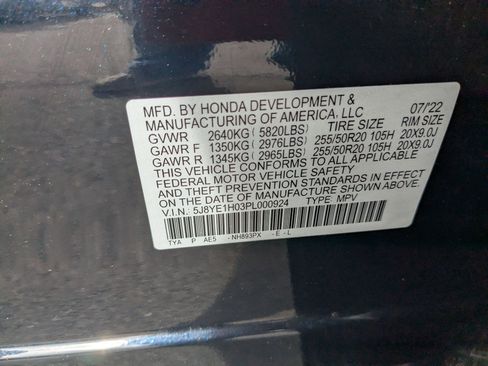 MFD. BY HONDA DEVELOPMENT & 07/22
MANUFACTURING OF AMERICA, LLC
GVWR 2640KG ( 5820LBS) TIRE SIZE RIM SIZE
GAWR F 1350KG ( 2976LBS) 255/50R20 105H 20X9.0J
GAWR R 1345KG ( 2965LBS) 255/50R20 105H 20X9.0J
THIS VEHICLE CONFORMS TO ALL APPLICABLE
FEDERAL MOTOR VEHICLE SAFETY, BUMPER,
AND THEFT PREVENTION STANDARDS IN EFFECT
ON THE DATE OF MANUFACTURE SHOWN ABOVE.
V.I.N.: 5J8YE1H03PL000924 TYPE: MPV
TYA P AE5 - NH893PX - E - L